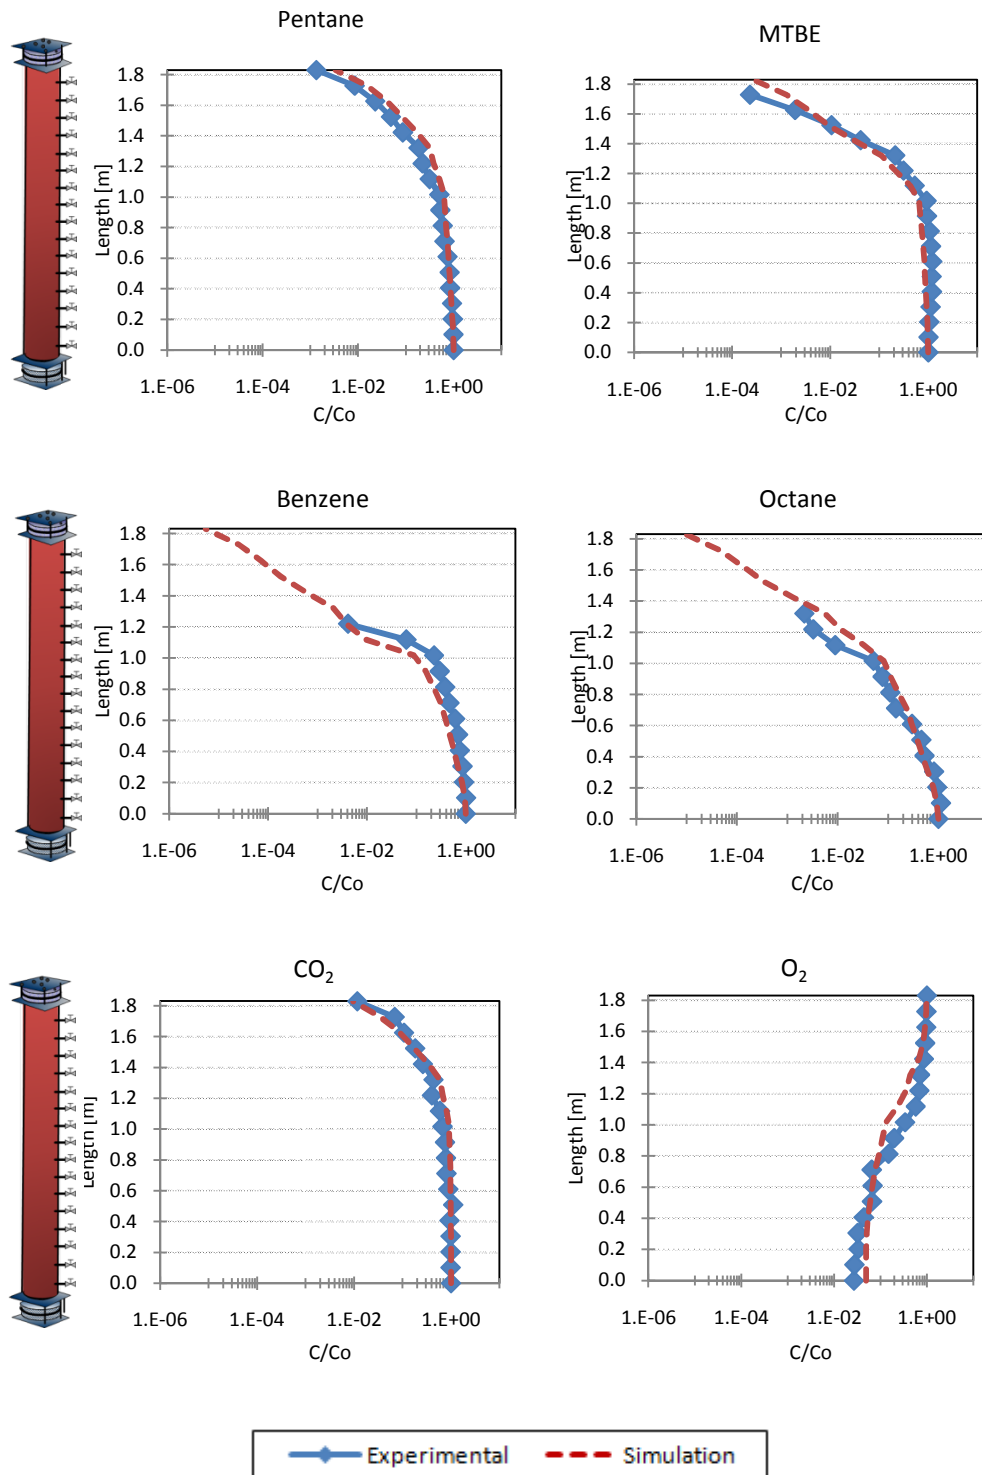 Pentane
MTBE
Length [m]
1.8
1.6
1.4
1.2
1.0
0.8
0.6
0.4
0.2
0.0
1.E-06
1.E-04
1.E-02
1.E+00
C/Co
Length [m]
1.8
1.6
1.4
1.2
1.0
0.8
0.6
0.4
0.2
0.0
1.E-06
1.E-04
1.E-02
1.E+00
C/Co
Benzene
Octane
Length [m]
1.8
1.6
1.4
1.2
1.0
0.8
0.6
0.4
0.2
0.0
1.E-06
1.E-04
1.E-02
1.E+00
C/Co
Length [m]
1.8
1.6
1.4
1.2
1.0
0.8
0.6
0.4
0.2
0.0
1.E-06
1.E-04
1.E-02
1.E+00
C/Co
CO2
O2
Length [m]
1.8
1.6
1.4
1.2
1.0
0.8
0.6
0.4
0.2
0.0
1.E-06
1.E-04
1.E-02
1.E+00
C/Co
Length [m]
1.8
1.6
1.4
1.2
1.0
0.8
0.6
0.4
0.2
0.0
1.E-06
1.E-04
1.E-02
1.E+00
C/Co
Experimental
Simulation